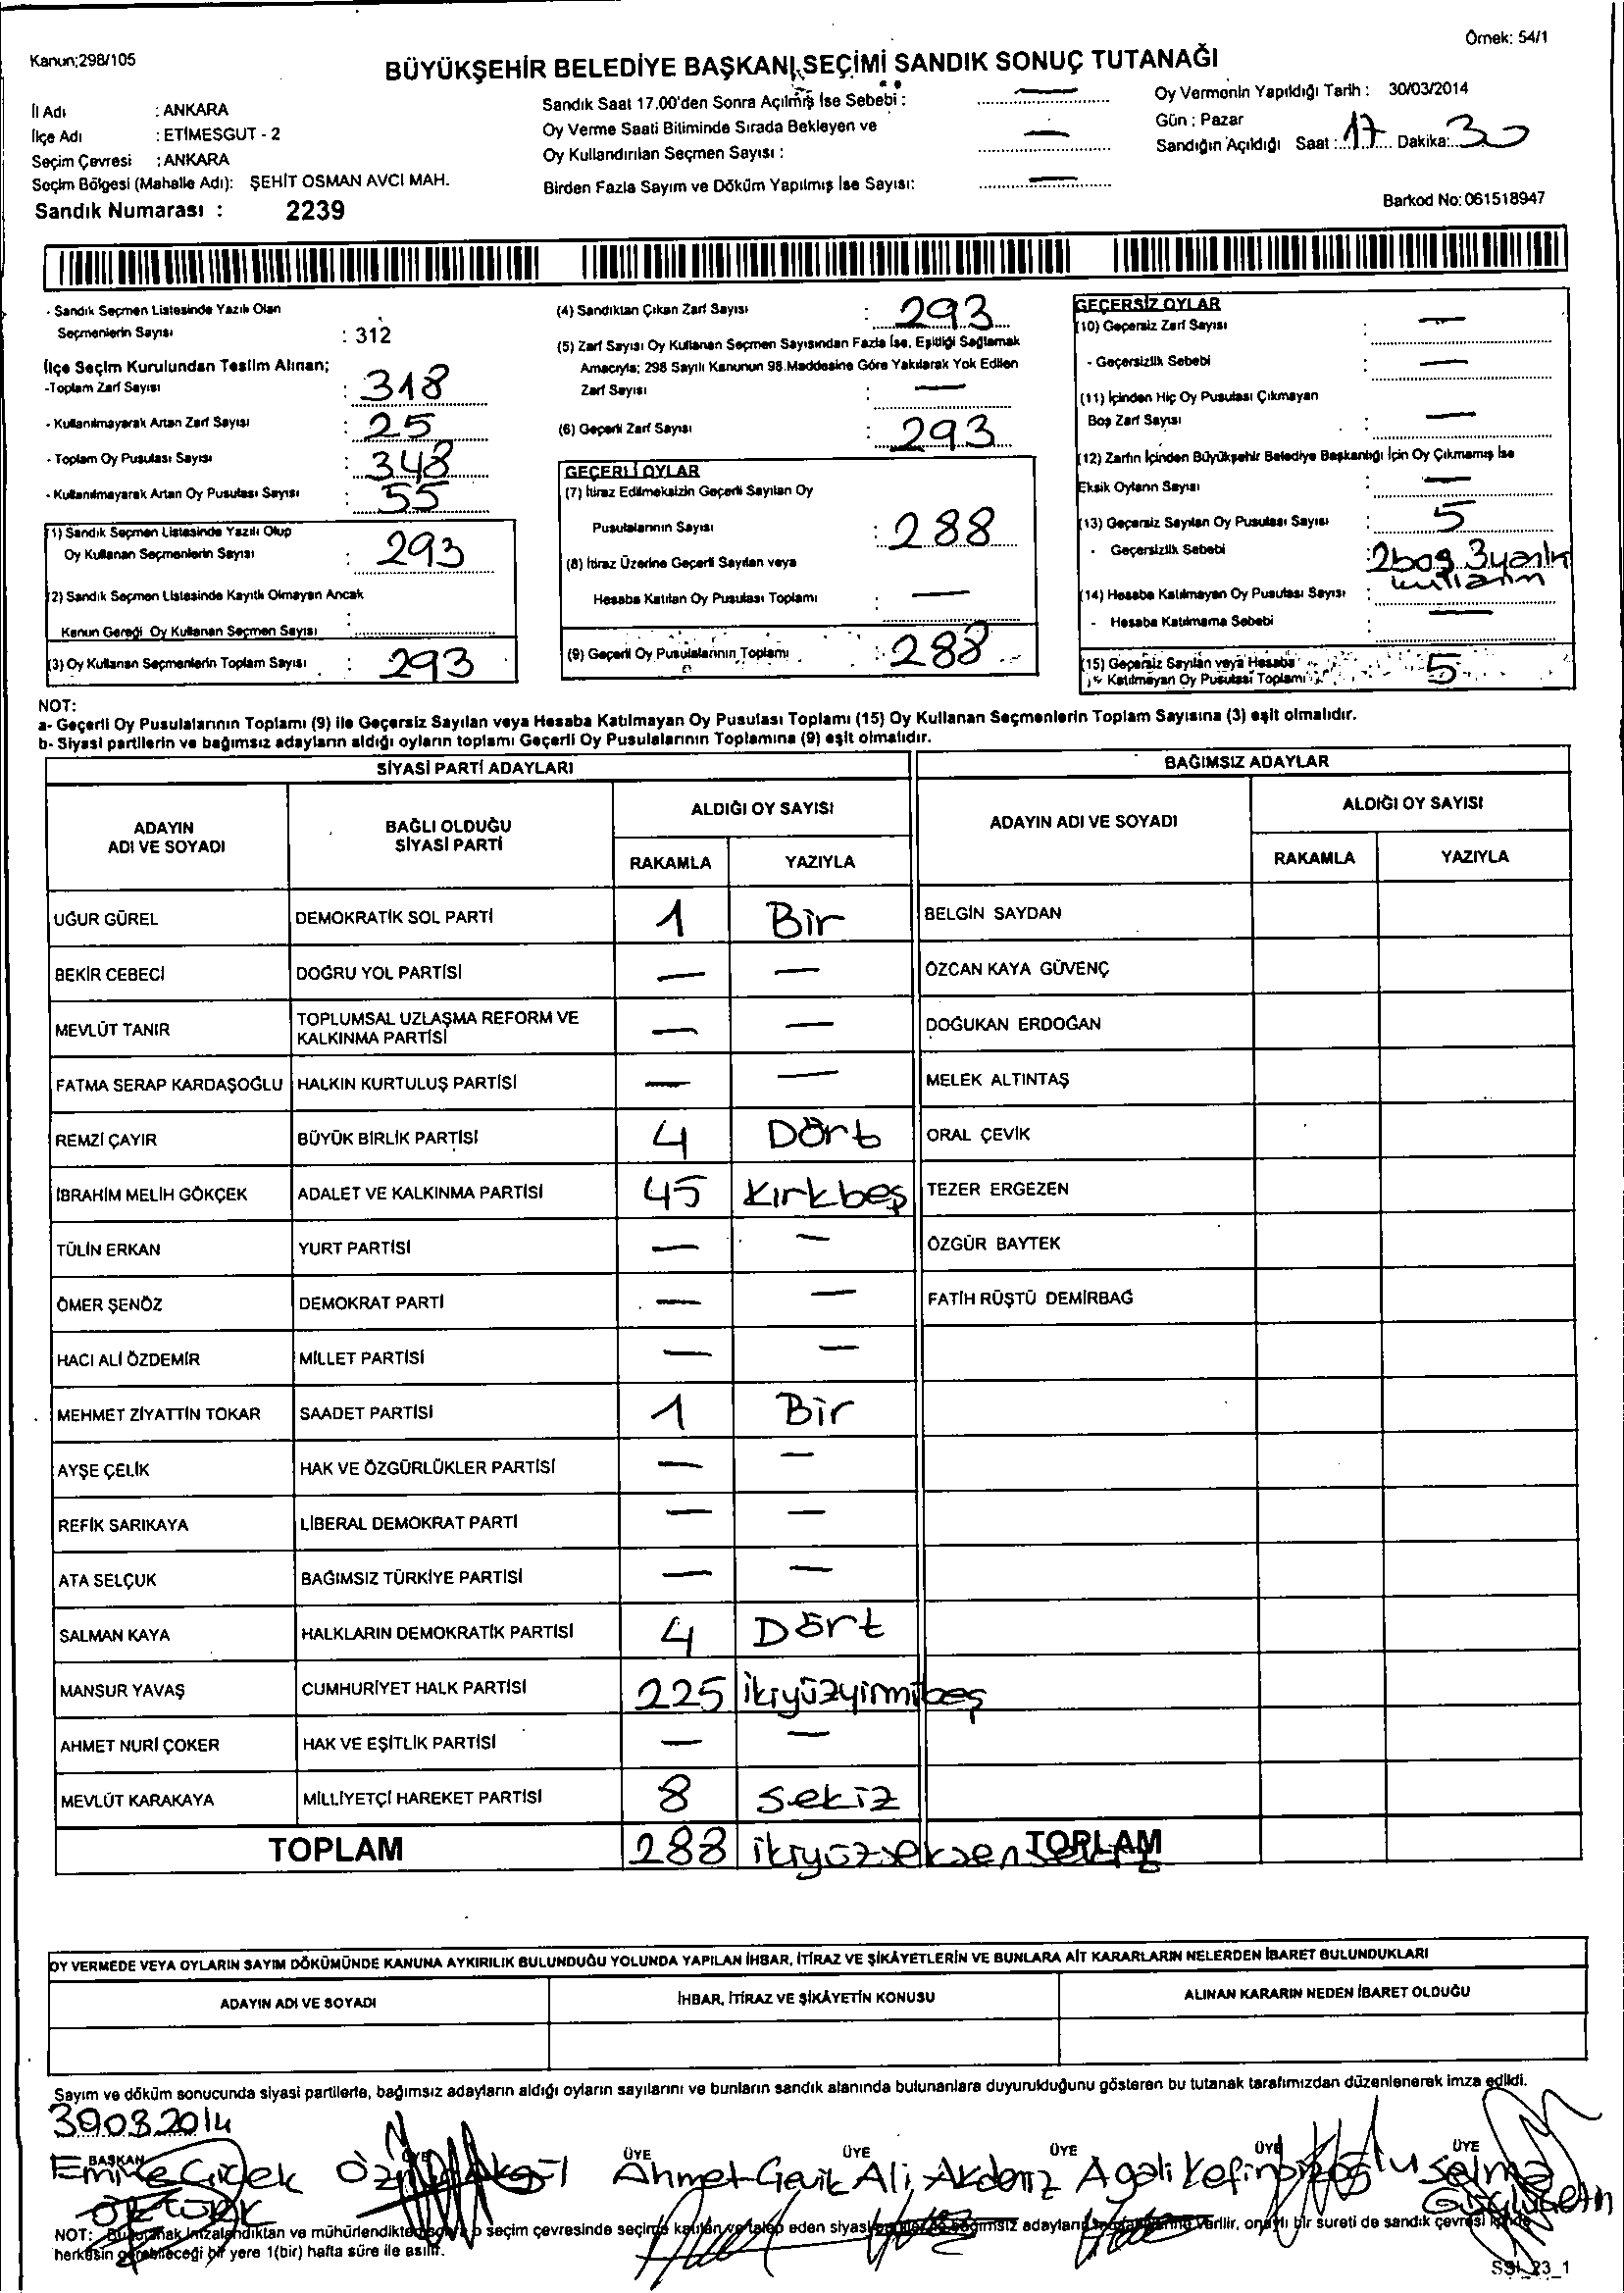 Kanun;298/105
Örnek: 54/1
BÜYÜKŞEHİR BELEDİYE BAŞKANI SEÇİMİ SANDIK SONUÇ TUTANAĞI
İl Adı : ANKARA
İlçe Adı : ETİMESGUT - 2
Seçim Çevresi : ANKARA
Seçim Bölgesi (Mahalle Adı): ŞEHİT OSMAN AVCI MAH.
Sandık Numarası : 2239
Sandık Saat 17.00'den Sonra Açılmış İse Sebebi : —
Oy Verme Saati Bitiminde Sırada Bekleyen ve
Oy Kullandırılan Seçmen Sayısı : —
Birden Fazla Sayım ve Döküm Yapılmış İse Sayısı: —
Oy Vermenin Yapıldığı Tarih : 30/03/2014
Gün : Pazar
Sandığın Açıldığı Saat : 17 Dakika: 30
Barkod No: 061518947
- Sandık Seçmen Listesinde Yazılı Olan
Seçmenlerin Sayısı : 312
İlçe Seçim Kurulundan Teslim Alınan;
-Toplam Zarf Sayısı : 318
- Kullanılmayarak Artan Zarf Sayısı : 25
- Toplam Oy Pusulası Sayısı : 348
- Kullanılmayarak Artan Oy Pusulası Sayısı : 55
(1) Sandık Seçmen Listesinde Yazılı Olup
Oy Kullanan Seçmenlerin Sayısı : 293
(2) Sandık Seçmen Listesinde Kayıtlı Olmayan Ancak
Kanun Gereği Oy Kullanan Seçmen Sayısı :
(3) Oy Kullanan Seçmenlerin Toplam Sayısı : 293
(4) Sandıktan Çıkan Zarf Sayısı : 293
(5) Zarf Sayısı Oy Kullanan Seçmen Sayısından Fazla İse, Eşitliği Sağlamak
Amacıyla; 298 Sayılı Kanunun 98.Maddesine Göre Yakılarak Yok Edilen
Zarf Sayısı : —
(6) Geçerli Zarf Sayısı : 293
GEÇERLİ OYLAR
(7) İtiraz Edilmeksizin Geçerli Sayılan Oy
Pusulalarının Sayısı : 288
(8) İtiraz Üzerine Geçerli Sayılan veya
Hesaba Katılan Oy Pusulası Toplamı : —
(9) Geçerli Oy Pusulalarının Toplamı : 288
GEÇERSİZ OYLAR
(10) Geçersiz Zarf Sayısı : —
- Geçersizlik Sebebi : —
(11) İçinden Hiç Oy Pusulası Çıkmayan
Boş Zarf Sayısı : —
(12) Zarfın İçinden Büyükşehir Belediye Başkanlığı İçin Oy Çıkmamış İse
Eksik Oyların Sayısı : —
(13) Geçersiz Sayılan Oy Pusulası Sayısı : 5
- Geçersizlik Sebebi : 2boş 3yanlış
kullanım
(14) Hesaba Katılmayan Oy Pusulası Sayısı :
- Hesaba Katılmama Sebebi : —
(15) Geçersiz Sayılan veya Hesaba
Katılmayan Oy Pusulası Toplamı : 5
NOT:
a- Geçerli Oy Pusulalarının Toplamı (9) ile Geçersiz Sayılan veya Hesaba Katılmayan Oy Pusulası Toplamı (15) Oy Kullanan Seçmenlerin Toplam Sayısına (3) eşit olmalıdır.
b- Siyasi partilerin ve bağımsız adayların aldığı oyların toplamı Geçerli Oy Pusulalarının Toplamına (9) eşit olmalıdır.
SİYASİ PARTİ ADAYLARI BAĞIMSIZ ADAYLAR
ADAYIN
ADI VE SOYADI
BAĞLI OLDUĞU
SİYASİ PARTİ
ALDIĞI OY SAYISI
RAKAMLA YAZIYLA
ADAYIN ADI VE SOYADI
ALDIĞI OY SAYISI
RAKAMLA YAZIYLA
UĞUR GÜREL DEMOKRATİK SOL PARTİ 1 Bir BELGİN SAYDAN
BEKİR CEBECİ DOĞRU YOL PARTİSİ — — ÖZCAN KAYA GÜVENÇ
MEVLÜT TANIR TOPLUMSAL UZLAŞMA REFORM VE
KALKINMA PARTİSİ — — DOĞUKAN ERDOĞAN
FATMA SERAP KARDAŞOĞLU HALKIN KURTULUŞ PARTİSİ — — MELEK ALTINTAŞ
REMZİ ÇAYIR BÜYÜK BİRLİK PARTİSİ 4 Dört ORAL ÇEVİK
İBRAHİM MELİH GÖKÇEK ADALET VE KALKINMA PARTİSİ 45 Kırkbeş TEZER ERGEZEN
TÜLİN ERKAN YURT PARTİSİ — — ÖZGÜR BAYTEK
ÖMER ŞENÖZ DEMOKRAT PARTİ — — FATİH RÜŞTÜ DEMİRBAĞ
HACI ALİ ÖZDEMİR MİLLET PARTİSİ — —
MEHMET ZİYATTİN TOKAR SAADET PARTİSİ 1 Bir
AYŞE ÇELİK HAK VE ÖZGÜRLÜKLER PARTİSİ — —
REFİK SARIKAYA LİBERAL DEMOKRAT PARTİ — —
ATA SELÇUK BAĞIMSIZ TÜRKİYE PARTİSİ — —
SALMAN KAYA HALKLARIN DEMOKRATİK PARTİSİ 4 Dört
MANSUR YAVAŞ CUMHURİYET HALK PARTİSİ 225 ikiyüzyirmibeş
AHMET NURİ ÇOKER HAK VE EŞİTLİK PARTİSİ — —
MEVLÜT KARAKAYA MİLLİYETÇİ HAREKET PARTİSİ 8 Sekiz
TOPLAM 288 ikiyüzseksensekiz TOPLAM
OY VERMEDE VEYA OYLARIN SAYIM DÖKÜMÜNDE KANUNA AYKIRILIK BULUNDUĞU YOLUNDA YAPILAN İHBAR, İTİRAZ VE ŞİKÂYETLERİN VE BUNLARA AİT KARARLARIN NELERDEN İBARET BULUNDUKLARI
ADAYIN ADI VE SOYADI İHBAR, İTİRAZ VE ŞİKÂYETİN KONUSU ALINAN KARARIN NEDEN İBARET OLDUĞU
Sayım ve döküm sonucunda siyasi partilerle, bağımsız adayların aldığı oyların sayılarını ve bunların sandık alanında bulunanlara duyurulduğunu gösteren bu tutanak tarafımızdan düzenlenerek imza edildi.
30.03.2014
BAŞKAN ÜYE ÜYE ÜYE ÜYE ÜYE
Emine Çiçek Ahmet Ali Akdeniz Selma
Öztürk
NOT: Bu tutanak imzalandıktan ve mühürlendikten sonra o seçim çevresinde seçime katılan ve talep eden siyasi adayların verilir, onaylı bir sureti de sandık çevresi içinde
herkesin görebileceği bir yere 1(bir) hafta süre ile asılır.
SSI_23_1